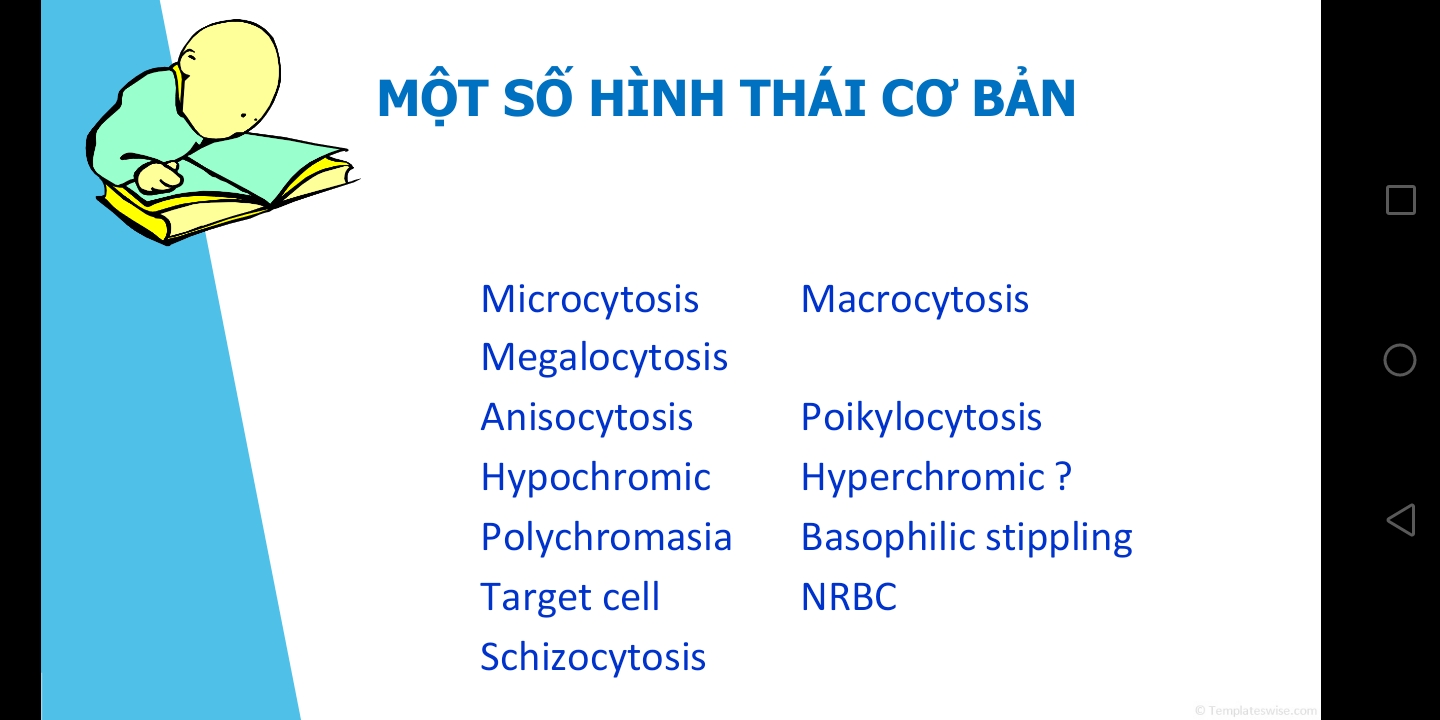 MỘT SỐ HÌNH THÁI CƠ BẢN
Microcytosis Macrocytosis
Megalocytosis
Anisocytosis Poikylocytosis
Hypochromic Hyperchromic ?
Polychromasia Basophilic stippling
Target cell NRBC
Schizocytosis
© Templateswise.com